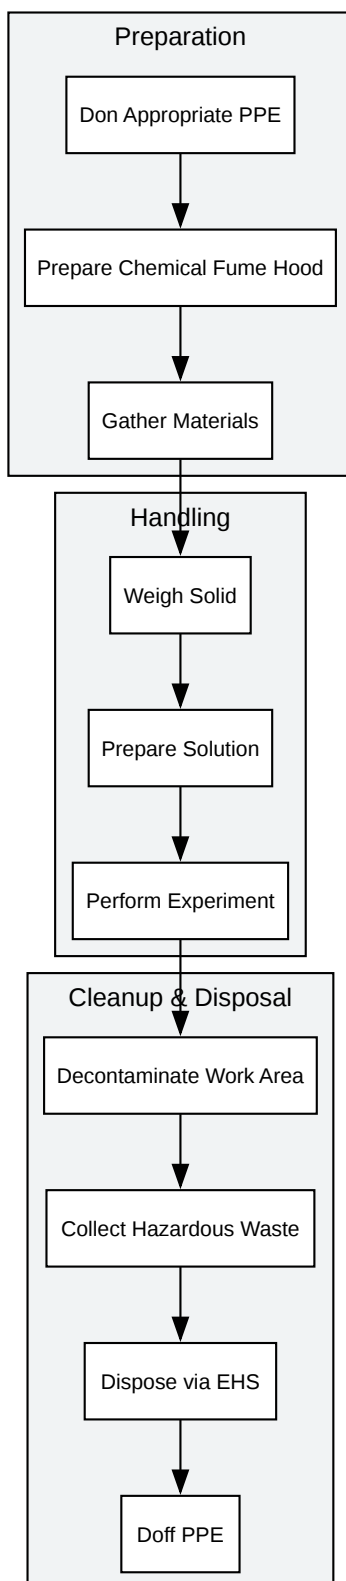 Preparation
Don Appropriate PPE
Prepare Chemical Fume Hood
Gather Materials
Handling
Weigh Solid
Prepare Solution
Perform Experiment
Cleanup & Disposal
Decontaminate Work Area
Collect Hazardous Waste
Dispose via EHS
Doff PPE